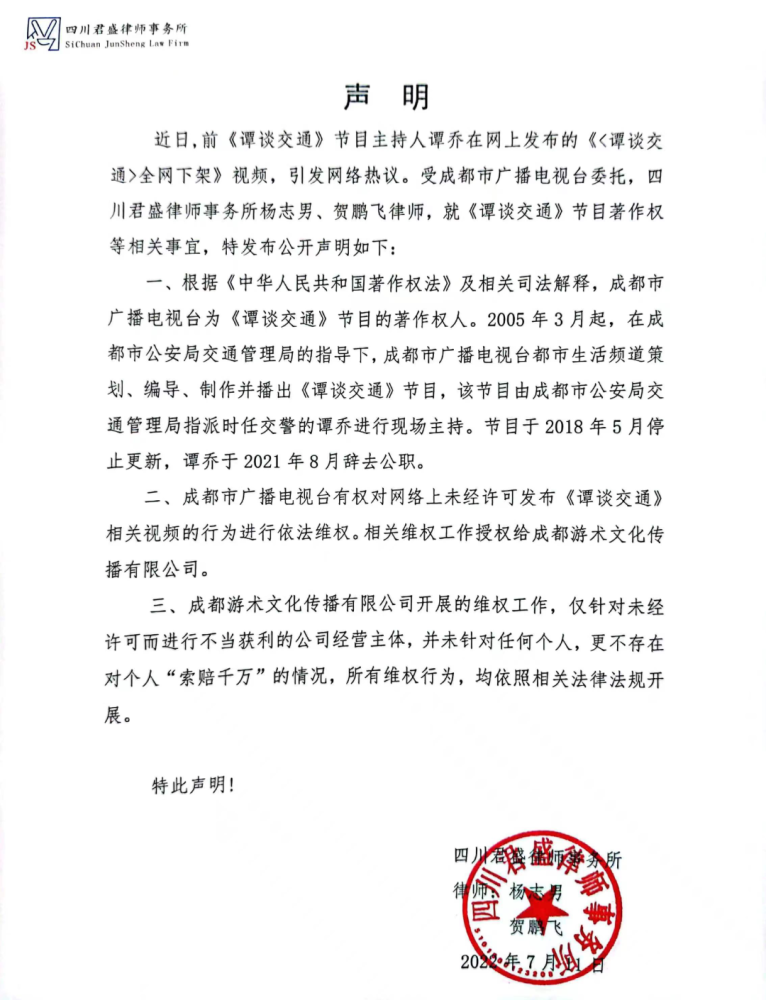 四川君盛律师事务所
SiChuan JunSheng Law Firm
JS
声 明
近日,前《谭谈交通》节目主持人谭乔在网上发布的《<谭谈交
通>全网下架》视频，引发网络热议。受成都市广播电视台委托，四
川君盛律师事务所杨志男、贺鹏飞律师，就《谭谈交通》节目著作权
等相关事宜，特发布公开声明如下：
一、根据《中华人民共和国著作权法》及相关司法解释，成都市
广播电视台为《谭谈交通》节目的著作权人。2005 年 3 月起，在成
都市公安局交通管理局的指导下，成都市广播电视台都市生活频道策
划、编导、制作并播出《谭谈交通》节目，该节目由成都市公安局交
通管理局指派时任交警的谭乔进行现场主持。节目于 2018 年 5 月停
止更新，谭乔于 2021 年 8 月辞去公职。
二、成都市广播电视台有权对网络上未经许可发布《谭谈交通》
相关视频的行为进行依法维权。相关维权工作授权给成都游术文化传
播有限公司。
三、成都游术文化传播有限公司开展的维权工作，仅针对未经
许可而进行不当获利的公司经营主体，并未针对任何个人，更不存在
对个人“索赔千万”的情况，所有维权行为，均依照相关法律法规开
展。
特此声明!
四川君盛律师事务所
律师：杨志男
贺鹏飞
2022 年 7 月 11 日
四川君盛律师事务所